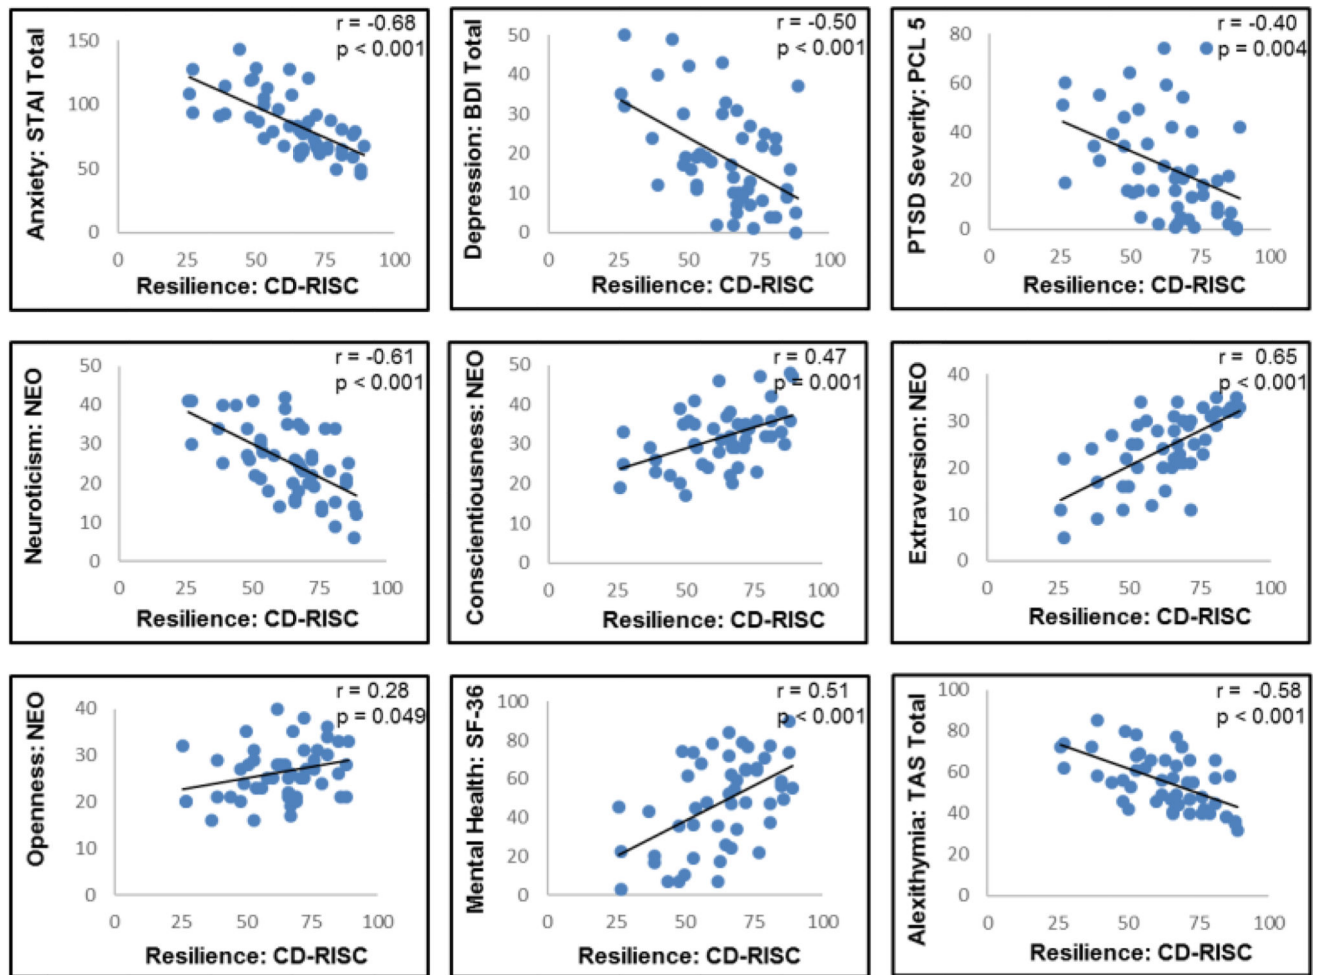 r = -0.68
p < 0.001
Anxiety: STAI Total
150
100
50
0
0 25 50 75 100
Resilience: CD-RISC
r = -0.50
p < 0.001
Depression: BDI Total
50
40
30
20
10
0
0 25 50 75 100
Resilience: CD-RISC
r = -0.40
p = 0.004
PTSD Severity: PCL 5
80
60
40
20
0
0 25 50 75 100
Resilience: CD-RISC
r = -0.61
p < 0.001
Neuroticism: NEO
50
40
30
20
10
0
0 25 50 75 100
Resilience: CD-RISC
r = 0.47
p = 0.001
Conscientiousness: NEO
50
40
30
20
10
0
0 25 50 75 100
Resilience: CD-RISC
r = 0.65
p < 0.001
Extraversion: NEO
40
30
20
10
0
0 25 50 75 100
Resilience: CD-RISC
r = 0.28
p = 0.049
Openness: NEO
40
30
20
10
0
0 25 50 75 100
Resilience: CD-RISC
r = 0.51
p < 0.001
Mental Health: SF-36
100
80
60
40
20
0
0 25 50 75 100
Resilience: CD-RISC
r = -0.58
p < 0.001
Alexithymia: TAS Total
100
80
60
40
20
0
0 25 50 75 100
Resilience: CD-RISC